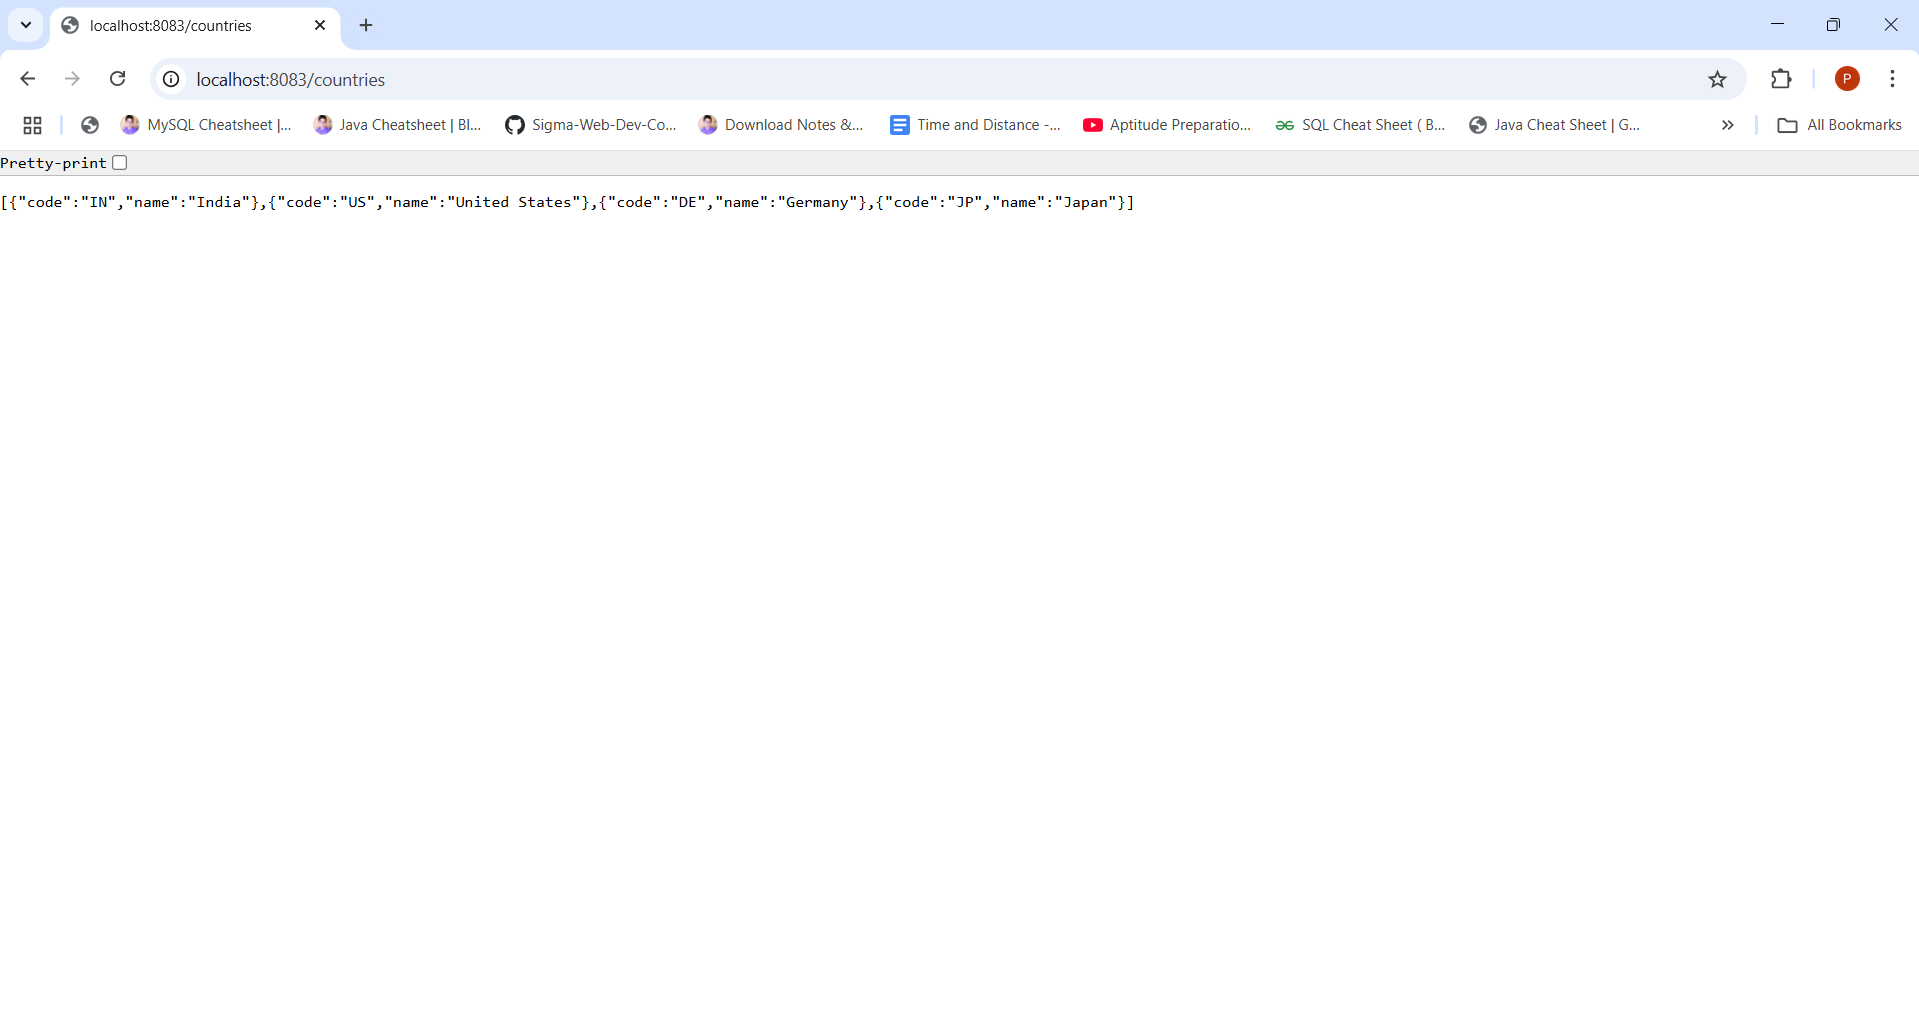 localhost:8083/countries
localhost:8083/countries
P
MySQL Cheatsheet |...
Java Cheatsheet | Bl...
Sigma-Web-Dev-Co...
Download Notes &...
Time and Distance -...
Aptitude Preparatio...
SQL Cheat Sheet ( B...
Java Cheat Sheet | G...
All Bookmarks
Pretty-print
[{"code":"IN","name":"India"},{"code":"US","name":"United States"},{"code":"DE","name":"Germany"},{"code":"JP","name":"Japan"}]